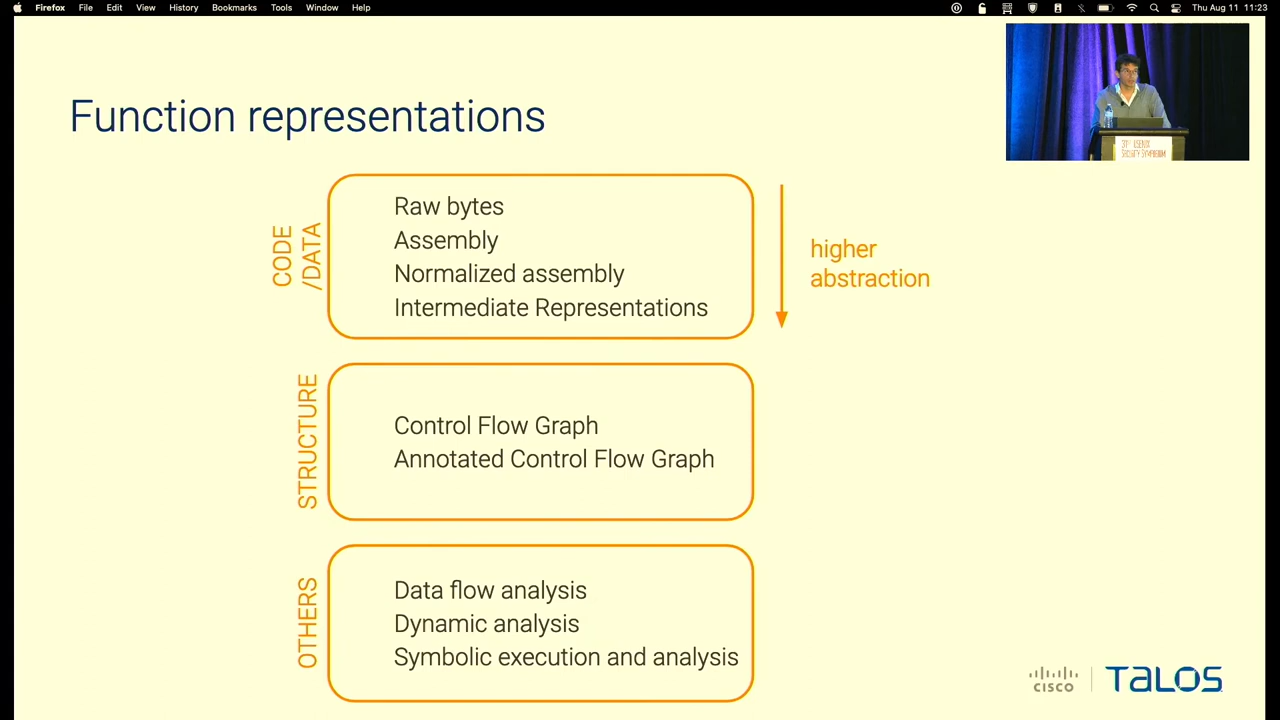 Firefox File Edit View History Bookmarks Tools Window Help Thu Aug 11 11:23
Function representations
CODE
/DATA
Raw bytes
Assembly
Normalized assembly
Intermediate Representations
higher
abstraction
STRUCTURE
Control Flow Graph
Annotated Control Flow Graph
OTHERS
Data flow analysis
Dynamic analysis
Symbolic execution and analysis
CISCO TALOS
SECURITY SYMPOSIUM